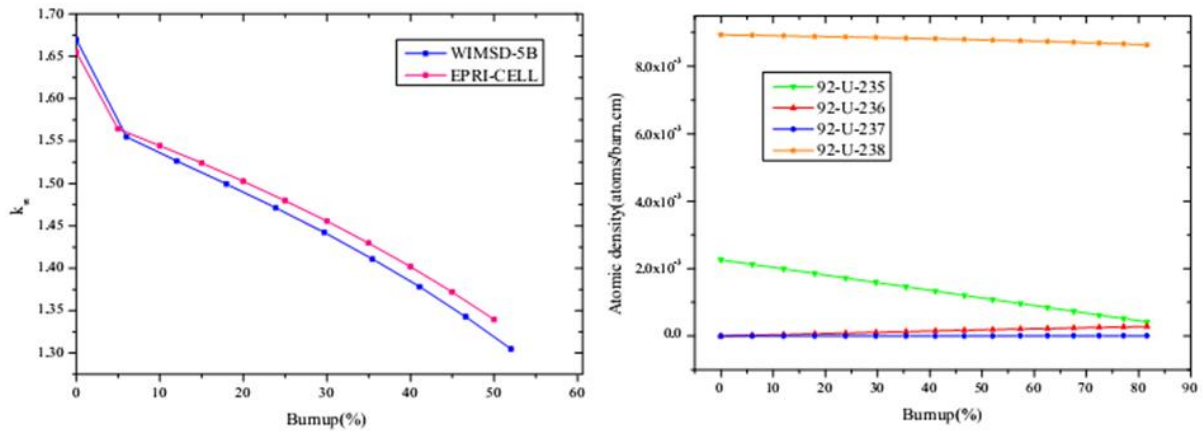 1.70
1.65
1.60
1.55
1.50
1.45
1.40
1.35
1.30
k∞
0 10 20 30 40 50 60
Burnup(%)
WIMSD-5B
EPRI-CELL
8.0x10⁻³
6.0x10⁻³
4.0x10⁻³
2.0x10⁻³
0.0
Atomic density(atoms/barn.cm)
0 10 20 30 40 50 60 70 80 90
Burnup(%)
92-U-235
92-U-236
92-U-237
92-U-238